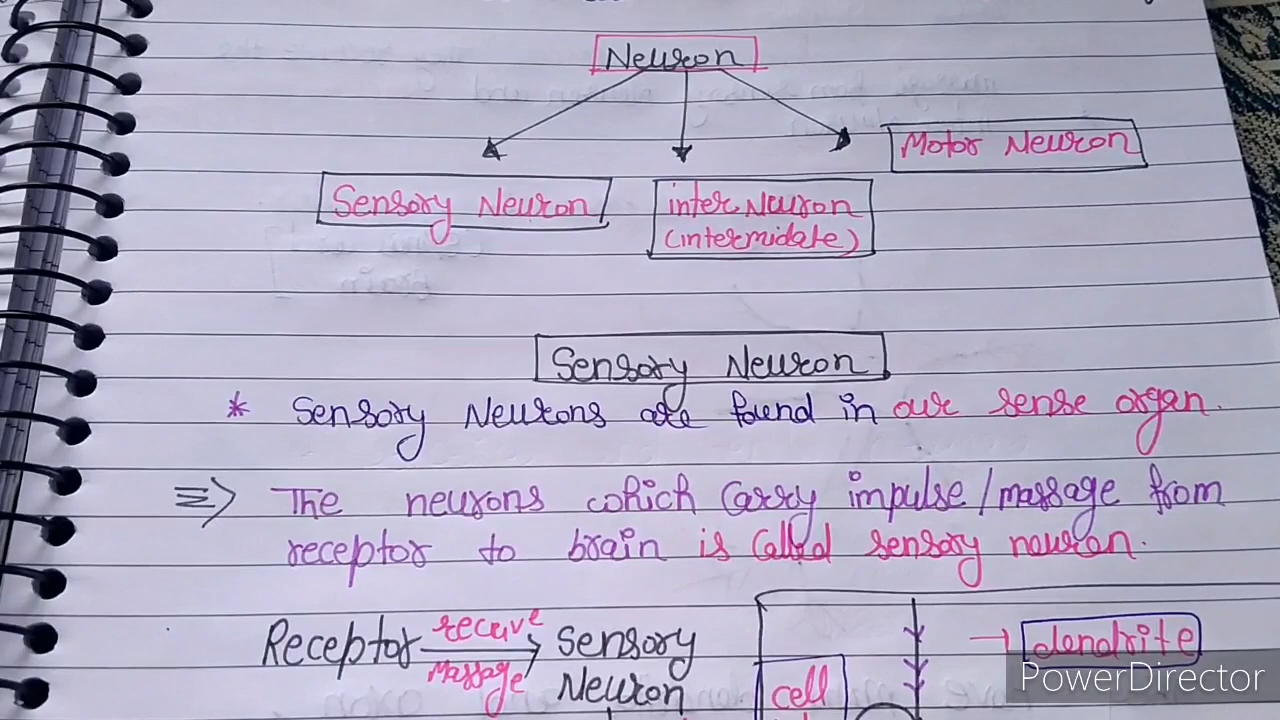 Neuron
Motor Neuron
Sensory Neuron
inter Neuron
(intermidate)
Sensory Neuron
* Sensory Neurons are found in our sense organ.
⇒ The neurons which Carry impulse/massage from
receptor to brain is Called sensory neuron.
Receptor receive massage → Sensory
Neuron
→ dendrite
cell
PowerDirector